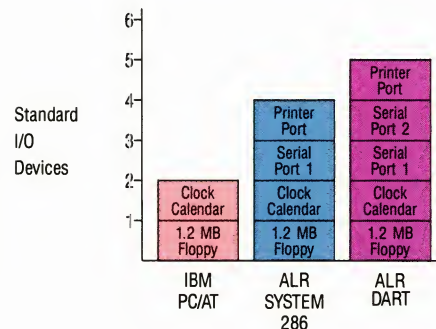 Standard
I/O
Devices
6
5
4
3
2
1
Clock
Calendar
1.2 MB
Floppy
IBM
PC/AT
Printer
Port
Serial
Port 1
Clock
Calendar
1.2 MB
Floppy
ALR
SYSTEM
286
Printer
Port
Serial
Port 2
Serial
Port 1
Clock
Calendar
1.2 MB
Floppy
ALR
DART